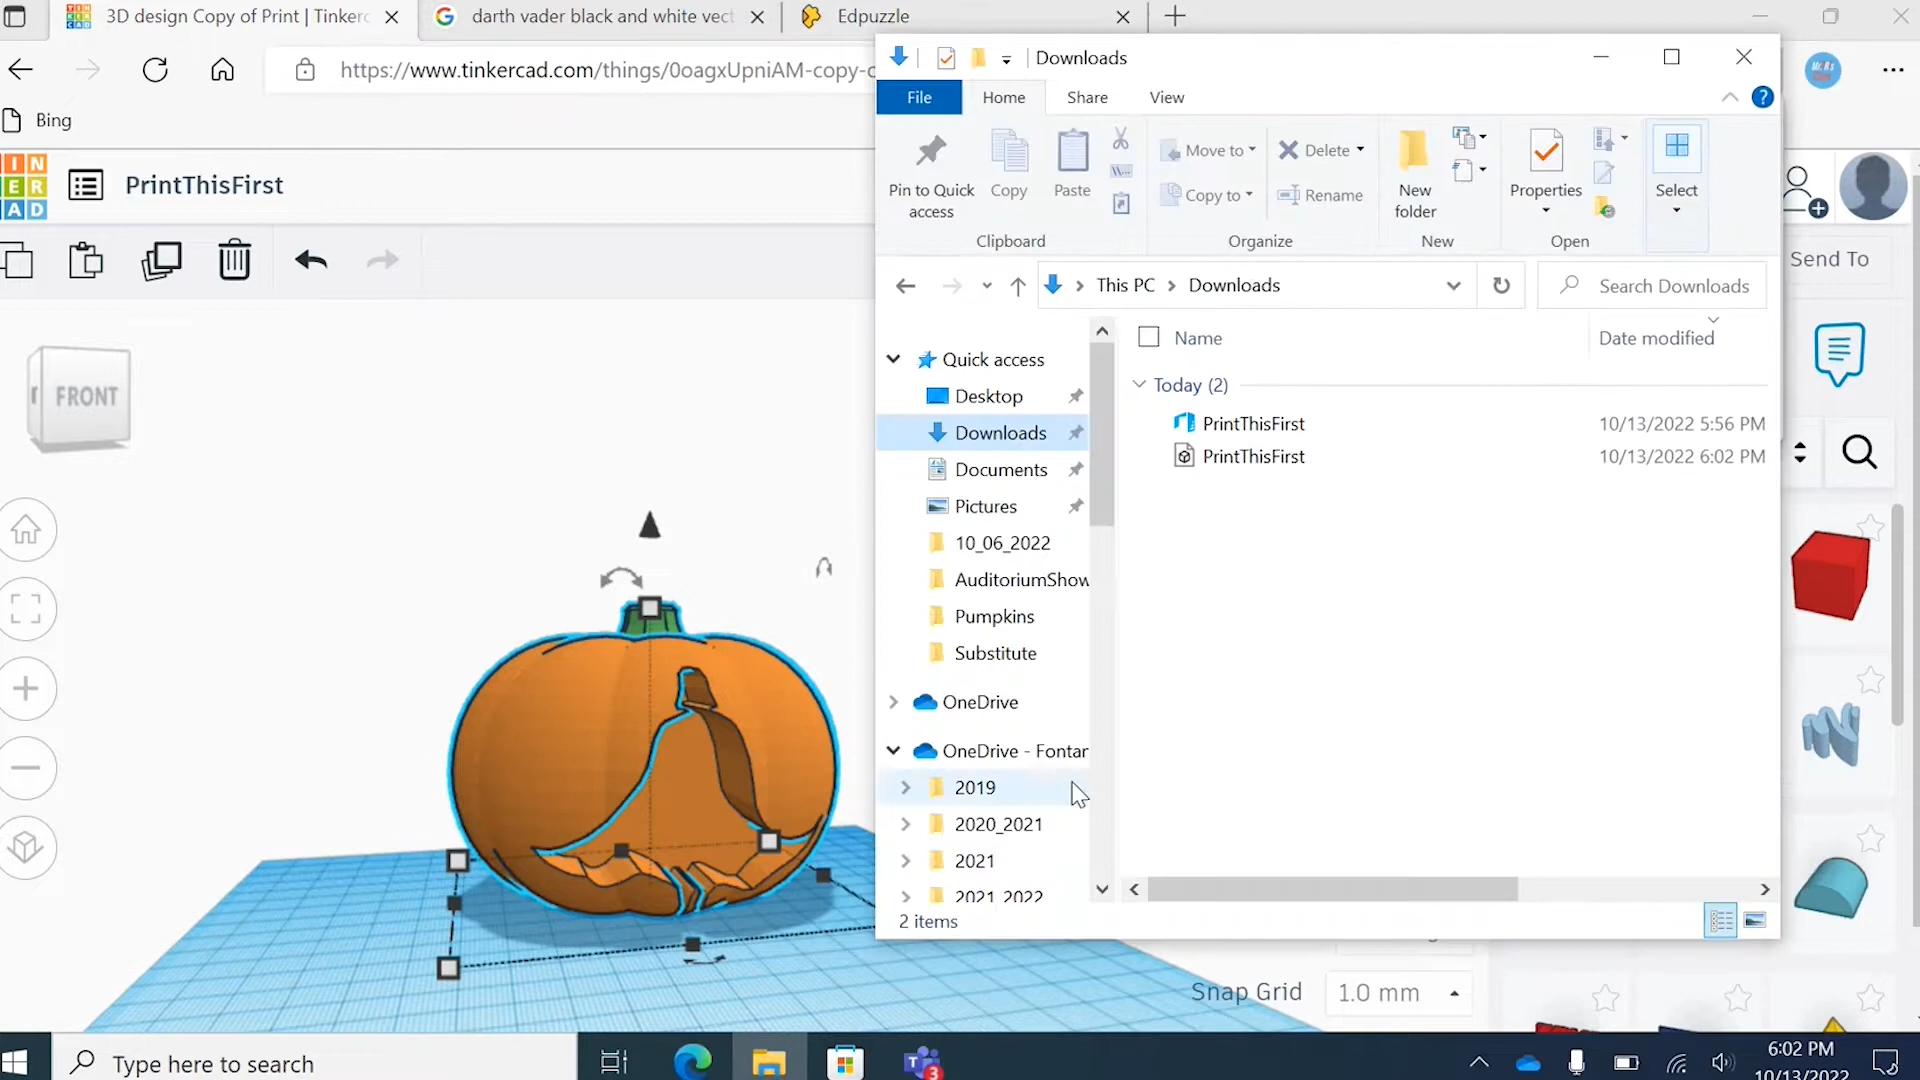 3D design Copy of Print | Tinkerc
darth vader black and white vect
Edpuzzle
https://www.tinkercad.com/things/0oagxUpniAM-copy-c
Bing
TIN
KER
CAD
PrintThisFirst
Send To
FRONT
Downloads
File
Home
Share
View
Pin to Quick access
Copy
Paste
Clipboard
Move to
Copy to
Delete
Rename
Organize
New folder
New
Properties
Open
Select
This PC
Downloads
Search Downloads
Name
Date modified
Quick access
Desktop
Downloads
Documents
Pictures
10_06_2022
AuditoriumShow
Pumpkins
Substitute
OneDrive
OneDrive - Fontar
2019
2020_2021
2021
2021_2022
Today (2)
PrintThisFirst 10/13/2022 5:56 PM
PrintThisFirst 10/13/2022 6:02 PM
2 items
Snap Grid 1.0 mm
Type here to search
3
6:02 PM
10/13/2022